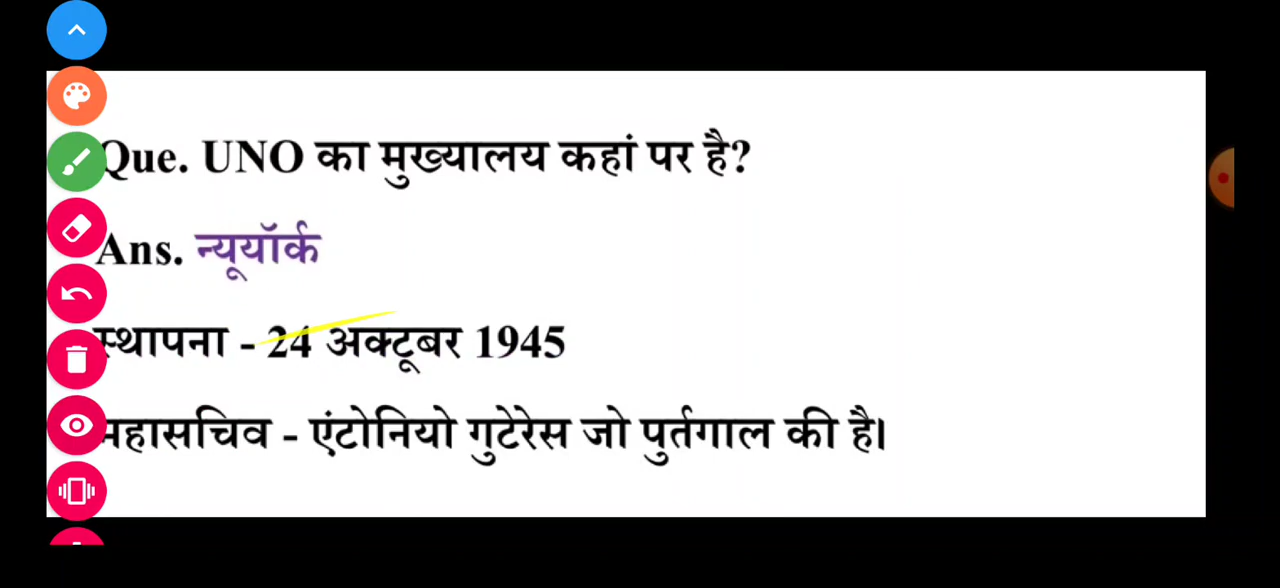 Que. UNO का मुख्यालय कहां पर है?
Ans. न्यूयॉर्क
स्थापना - 24 अक्टूबर 1945
महासचिव - एंटोनियो गुटेरेस जो पुर्तगाल की है।